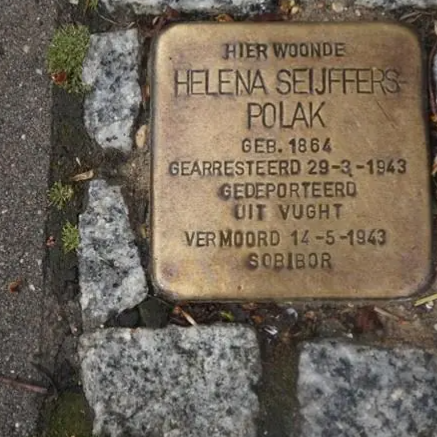 HIER WOONDE
HELENA SEIJFFERS-
POLAK
GEB. 1864
GEARRESTEERD 29-3-1943
GEDEPORTEERD
UIT VUGHT
VERMOORD 14-5-1943
SOBIBOR